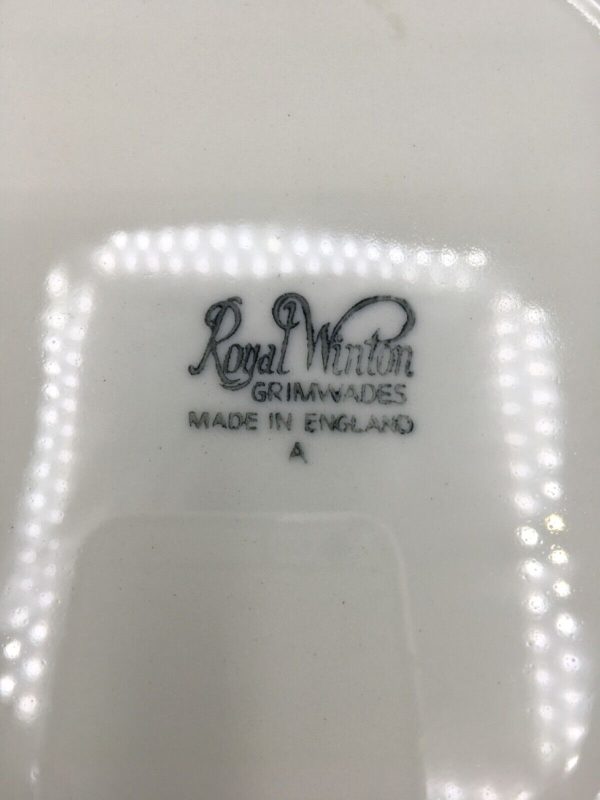 Royal Winton
GRIMWADES
MADE IN ENGLAND
A